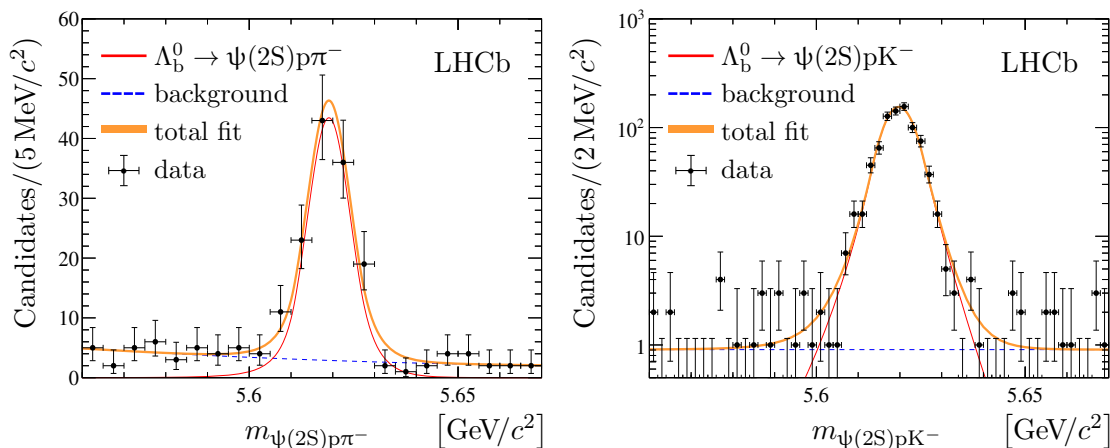 Candidates/(5 MeV/c²)
60
50
40
30
20
10
0
Λ⁰b → ψ(2S)pπ⁻
background
total fit
data
LHCb
5.6
5.65
mψ(2S)pπ⁻
[GeV/c²]
Candidates/(2 MeV/c²)
10³
10²
10
1
Λ⁰b → ψ(2S)pK⁻
background
total fit
data
LHCb
5.6
5.65
mψ(2S)pK⁻
[GeV/c²]